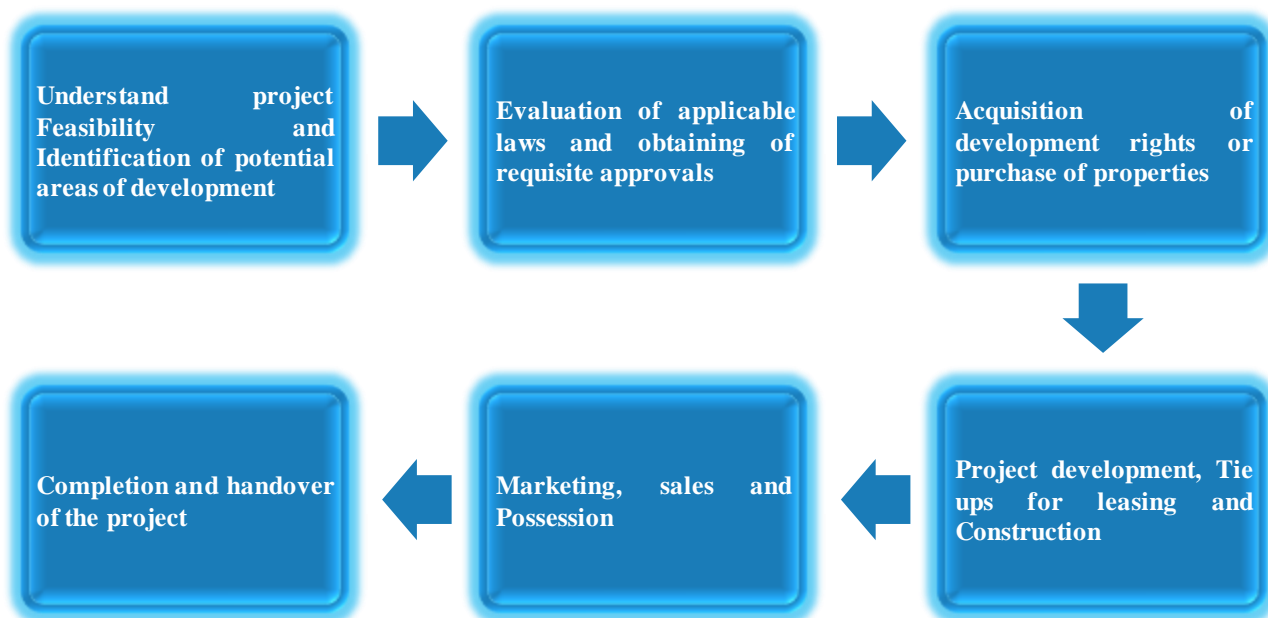 Understand project
Feasibility and
Identification of potential
areas of development
Evaluation of applicable
laws and obtaining of
requisite approvals
Acquisition of
development rights or
purchase of properties
Project development, Tie
ups for leasing and
Construction
Marketing, sales and
Possession
Completion and handover
of the project